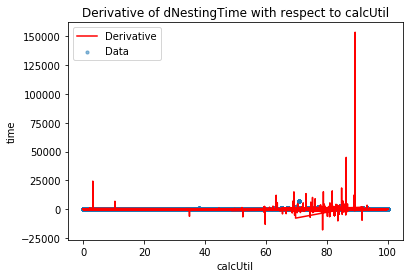 Derivative of dNestingTime with respect to calcUtil
Derivative
Data
150000
125000
100000
75000
50000
25000
0
−25000
time
0 20 40 60 80 100
calcUtil